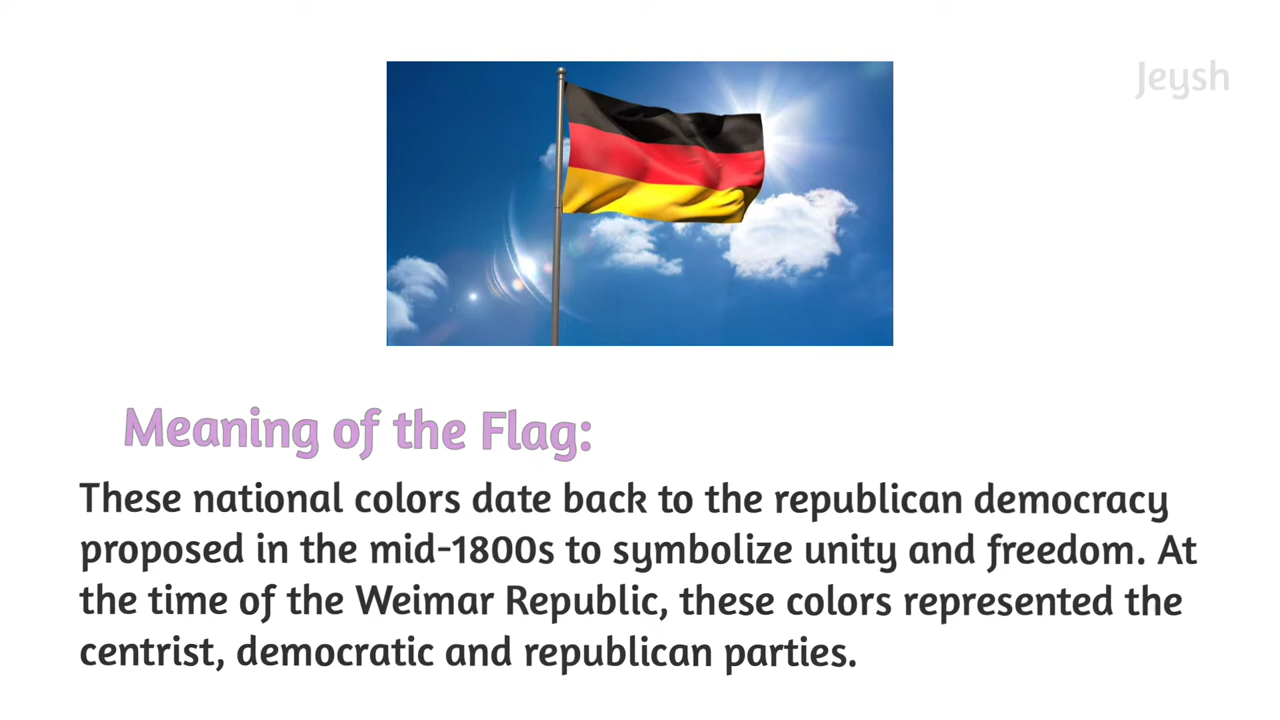 Jeysh
Meaning of the Flag:
These national colors date back to the republican democracy
proposed in the mid-1800s to symbolize unity and freedom. At
the time of the Weimar Republic, these colors represented the
centrist, democratic and republican parties.